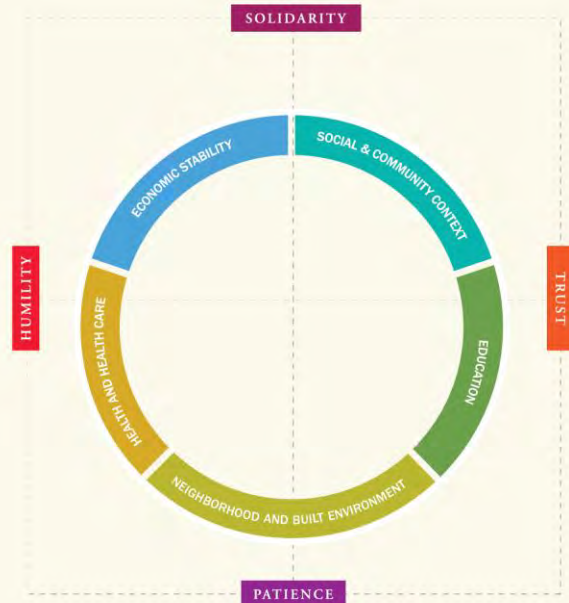 SOLIDARITY
ECONOMIC STABILITY
SOCIAL & COMMUNITY CONTEXT
HUMILITY
TRUST
HEALTH AND HEALTH CARE
EDUCATION
NEIGHBORHOOD AND BUILT ENVIRONMENT
PATIENCE